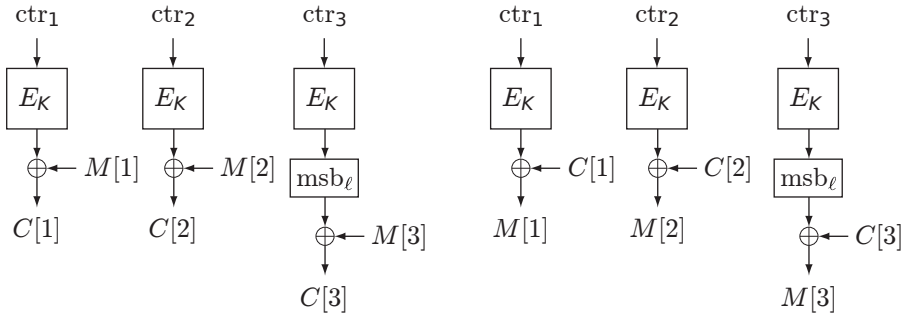 ctr₁ ctr₂ ctr₃ ctr₁ ctr₂ ctr₃
E_K E_K E_K E_K E_K E_K
M[1] M[2] msb_ℓ C[1] C[2] msb_ℓ
C[1] C[2] M[3] M[1] M[2] C[3]
C[3] M[3]